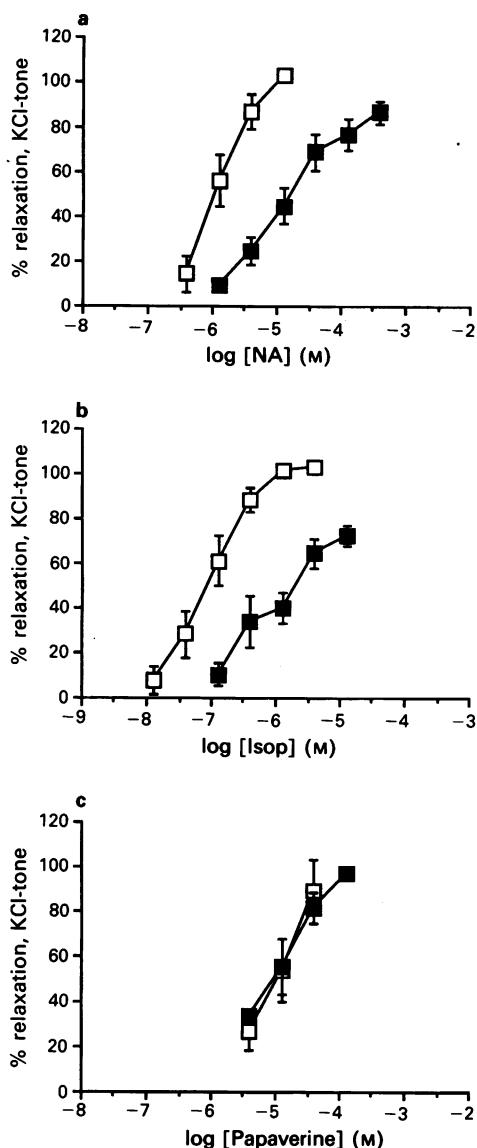 a
120
100
80
60
40
20
0
% relaxation, KCl-tone
−8 −7 −6 −5 −4 −3 −2
log [NA] (M)
b
120
100
80
60
40
20
0
% relaxation, KCl-tone
−9 −8 −7 −6 −5 −4 −3
log [Isop] (M)
c
120
100
80
60
40
20
0
% relaxation, KCl-tone
−8 −7 −6 −5 −4 −3 −2
log [Papaverine] (M)